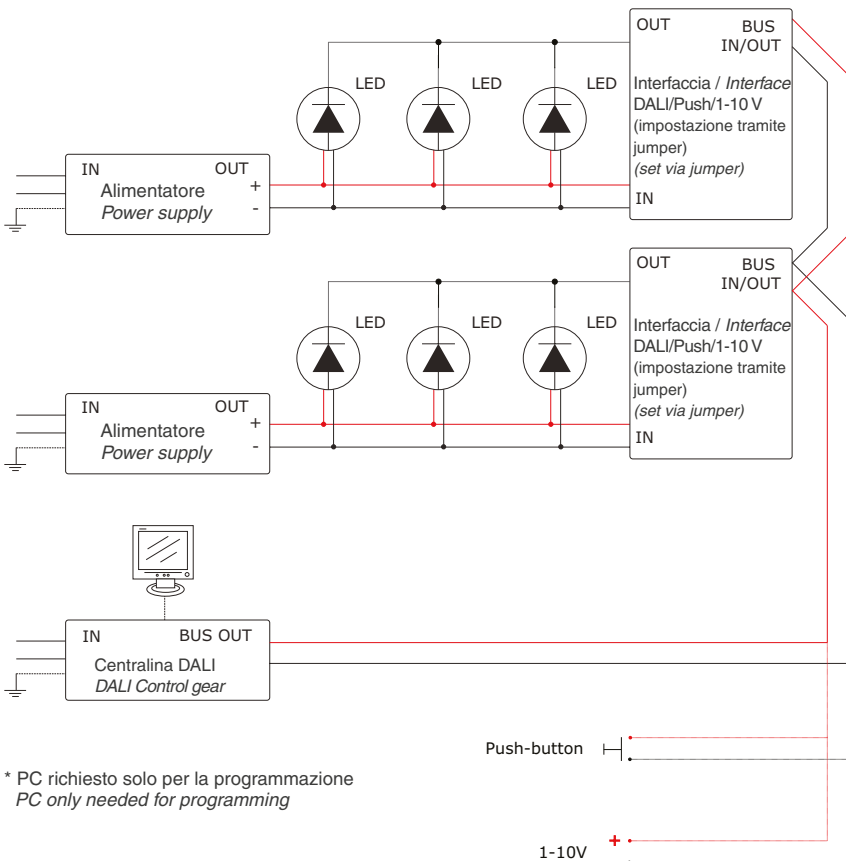 OUT
BUS
IN/OUT
LED
LED
LED
Interfaccia / Interface
DALI/Push/1-10 V
(impostazione tramite
jumper)
(set via jumper)
IN
IN
OUT
Alimentatore
Power supply
+
-
OUT
BUS
IN/OUT
LED
LED
LED
Interfaccia / Interface
DALI/Push/1-10 V
(impostazione tramite
jumper)
(set via jumper)
IN
IN
OUT
Alimentatore
Power supply
+
-
IN
BUS OUT
Centralina DALI
DALI Control gear
Push-button
* PC richiesto solo per la programmazione
PC only needed for programming
+
1-10V